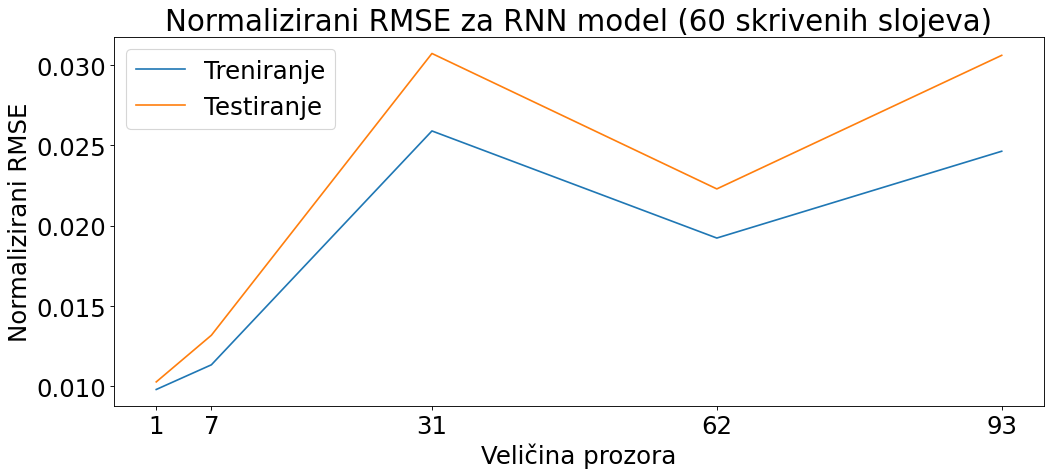 Normalizirani RMSE za RNN model (60 skrivenih slojeva)
Treniranje
Testiranje
Normalizirani RMSE
0.030
0.025
0.020
0.015
0.010
1 7 31 62 93
Veličina prozora